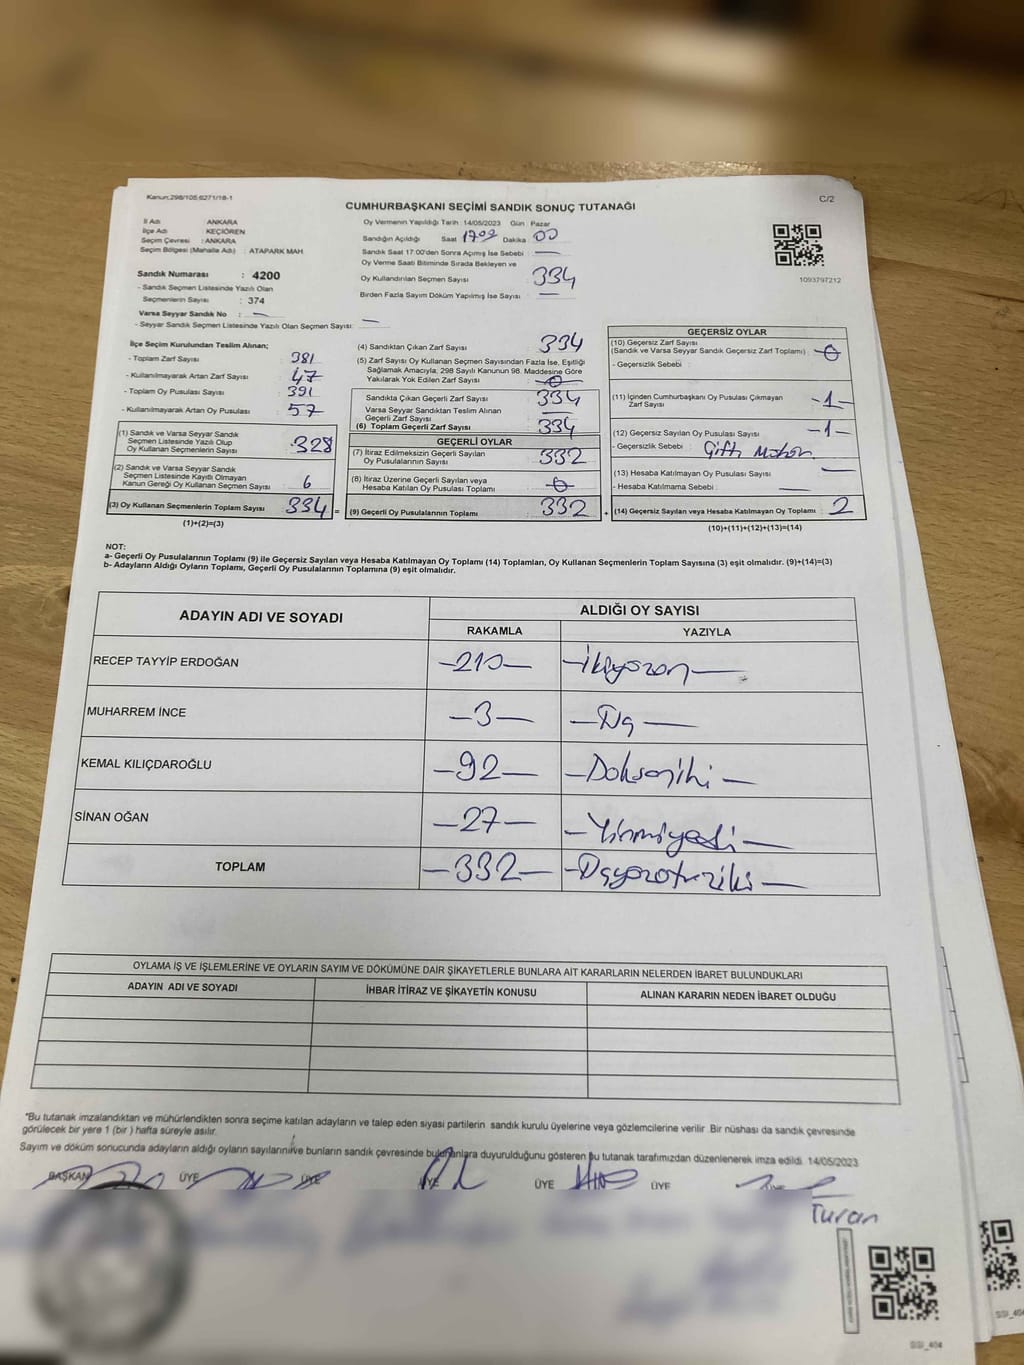 Kanun;298/105;6271/18-1
C/2
CUMHURBAŞKANI SEÇİMİ SANDIK SONUÇ TUTANAĞI
İl Adı : ANKARA
İlçe Adı : KEÇİÖREN
Seçim Çevresi : ANKARA
Seçim Bölgesi (Mahalle Adı) : ATAPARK MAH
Sandık Numarası : 4200
- Sandık Seçmen Listesinde Yazılı Olan
Seçmenlerin Sayısı : 374
Varsa Seyyar Sandık No : —
- Seyyar Sandık Seçmen Listesinde Yazılı Olan Seçmen Sayısı: —
Oy Vermenin Yapıldığı Tarih :14/05/2023 Gün : Pazar
Sandığın Açıldığı Saat 1700 Dakika 00
Sandık Saat 17:00'den Sonra Açmış İse Sebebi : —
Oy Verme Saati Bitiminde Sırada Bekleyen ve
Oy Kullandırılan Seçmen Sayısı : 334
Birden Fazla Sayım Döküm Yapılmış İse Sayısı : —
1093797212
İlçe Seçim Kurulundan Teslim Alınan;
- Toplam Zarf Sayısı : 381
- Kullanılmayarak Artan Zarf Sayısı : 47
- Toplam Oy Pusulası Sayısı : 391
- Kullanılmayarak Artan Oy Pusulası : 57
(1) Sandık ve Varsa Seyyar Sandık
Seçmen Listesinde Yazılı Olup
Oy Kullanan Seçmenlerin Sayısı : 328
(2) Sandık ve Varsa Seyyar Sandık
Seçmen Listesinde Kayıtlı Olmayan
Kanun Gereği Oy Kullanan Seçmen Sayısı : 6
(3) Oy Kullanan Seçmenlerin Toplam Sayısı : 334 =
(1)+(2)=(3)
(4) Sandıktan Çıkan Zarf Sayısı : 334
(5) Zarf Sayısı Oy Kullanan Seçmen Sayısından Fazla İse, Eşitliği
Sağlamak Amacıyla, 298 Sayılı Kanunun 98. Maddesine Göre
Yakılarak Yok Edilen Zarf Sayısı : 0
Sandıkta Çıkan Geçerli Zarf Sayısı : 334
Varsa Seyyar Sandıktan Teslim Alınan
Geçerli Zarf Sayısı : —
(6) Toplam Geçerli Zarf Sayısı : 334
GEÇERLİ OYLAR
(7) İtiraz Edilmeksizin Geçerli Sayılan
Oy Pusulalarının Sayısı : 332
(8) İtiraz Üzerine Geçerli Sayılan veya
Hesaba Katılan Oy Pusulası Toplamı : 0
(9) Geçerli Oy Pusulalarının Toplamı : 332 +
GEÇERSİZ OYLAR
(10) Geçersiz Zarf Sayısı
(Sandık ve Varsa Seyyar Sandık Geçersiz Zarf Toplamı) : 0
- Geçersizlik Sebebi :
(11) İçinden Cumhurbaşkanı Oy Pusulası Çıkmayan
Zarf Sayısı : -1-
(12) Geçersiz Sayılan Oy Pusulası Sayısı : -1-
- Geçersizlik Sebebi : Çift Mühür
(13) Hesaba Katılmayan Oy Pusulası Sayısı : —
- Hesaba Katılmama Sebebi : —
(14) Geçersiz Sayılan veya Hesaba Katılmayan Oy Toplamı : 2
(10)+(11)+(12)+(13)=(14)
NOT:
a- Geçerli Oy Pusulalarının Toplamı (9) ile Geçersiz Sayılan veya Hesaba Katılmayan Oy Toplamı (14) Toplamları, Oy Kullanan Seçmenlerin Toplam Sayısına (3) eşit olmalıdır. (9)+(14)=(3)
b- Adayların Aldığı Oyların Toplamı, Geçerli Oy Pusulalarının Toplamına (9) eşit olmalıdır.
ADAYIN ADI VE SOYADI
ALDIĞI OY SAYISI
RAKAMLA YAZIYLA
RECEP TAYYİP ERDOĞAN —210— —İkiyüzon—
MUHARREM İNCE —3— —Üç—
KEMAL KILIÇDAROĞLU —92— —Doksaniki—
SİNAN OĞAN —27— —Yirmiyedi—
TOPLAM —332— —Üçyüzotuziki—
OYLAMA İŞ VE İŞLEMLERİNE VE OYLARIN SAYIM VE DÖKÜMÜNE DAİR ŞİKAYETLERLE BUNLARA AİT KARARLARIN NELERDEN İBARET BULUNDUKLARI
ADAYIN ADI VE SOYADI İHBAR İTİRAZ VE ŞİKAYETİN KONUSU ALINAN KARARIN NEDEN İBARET OLDUĞU
*Bu tutanak imzalandıktan ve mühürlendikten sonra seçime katılan adayların ve talep eden siyasi partilerin sandık kurulu üyelerine veya gözlemcilerine verilir. Bir nüshası da sandık çevresinde
görülecek bir yere 1 (bir ) hafta süreyle asılır.
Sayım ve döküm sonucunda adayların aldığı oyların sayılarını ve bunların sandık çevresinde bulunanlara duyurulduğunu gösteren bu tutanak tarafımızdan düzenlenerek imza edildi. 14/05/2023
BAŞKAN ÜYE ÜYE ÜYE ÜYE ÜYE
Turan
SSI_404